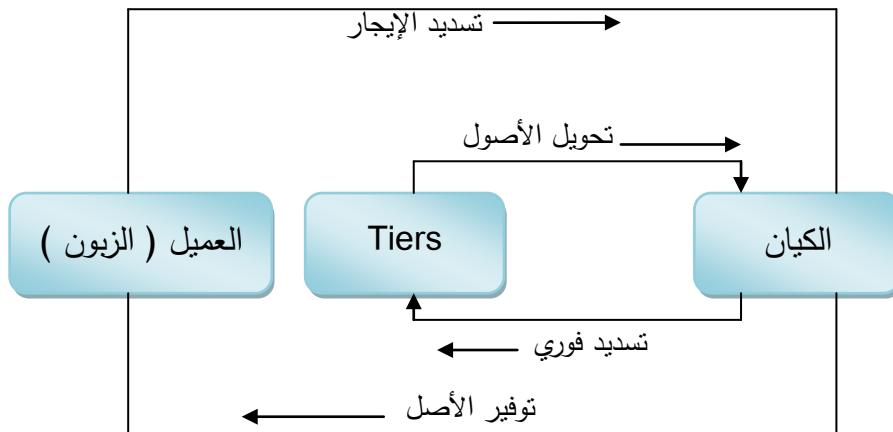 تسديد الإيجار
تحويل الأصول
العميل ( الزبون )
Tiers
الكيان
تسديد فوري
توفير الأصل